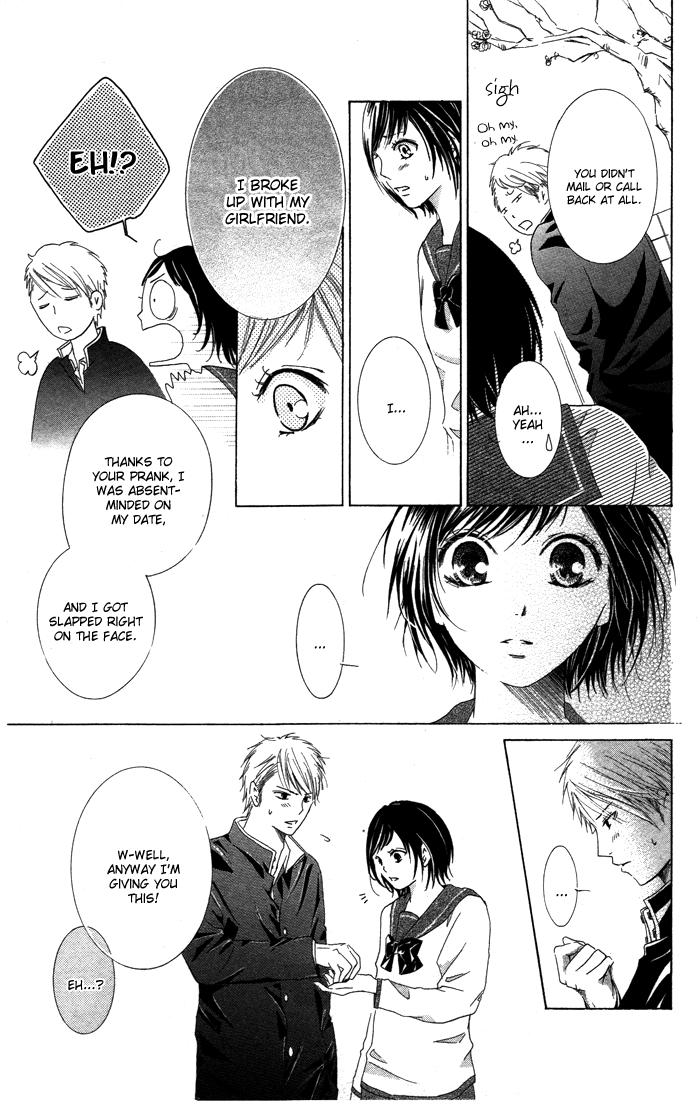 YOU DIDN'T
MAIL OR CALL
BACK AT ALL.
sigh
Oh my,
oh my
AH...
YEAH
...
I...
I BROKE
UP WITH MY
GIRLFRIEND.
EH!?
THANKS TO
YOUR PRANK, I
WAS ABSENT-
MINDED ON
MY DATE,
AND I GOT
SLAPPED RIGHT
ON THE FACE.
...
...
W-WELL,
ANYWAY I'M
GIVING YOU
THIS!
EH...?